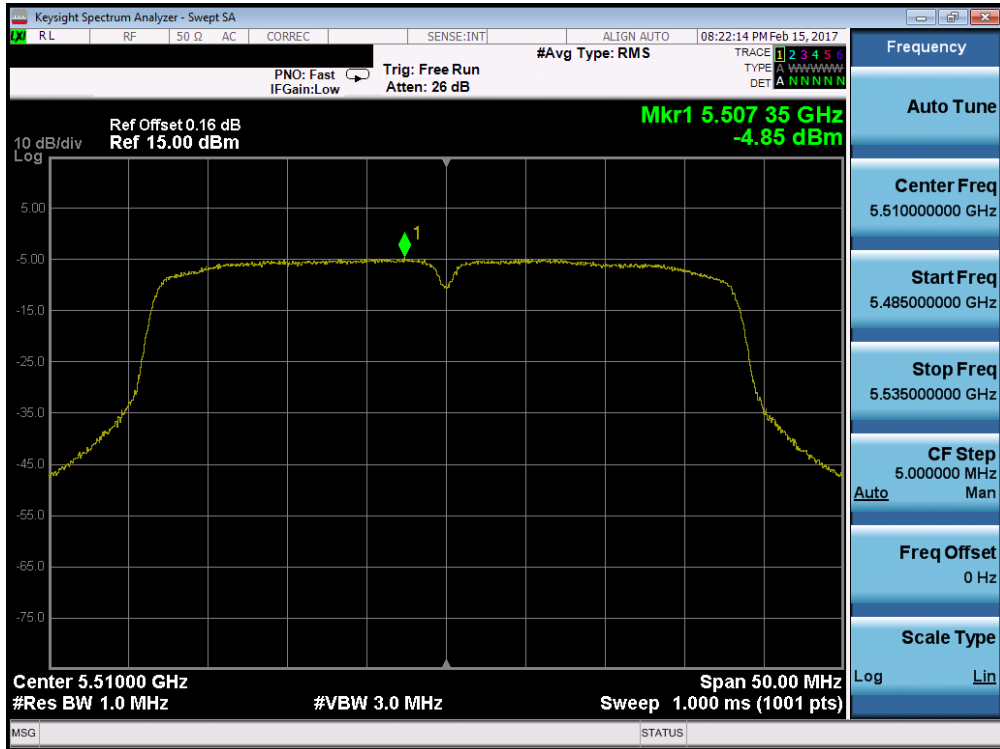 Keysight Spectrum Analyzer - Swept SA
LXI RL RF 50 Ω AC CORREC SENSE:INT ALIGN AUTO 08:22:14 PM Feb 15, 2017
#Avg Type: RMS
TRACE 1 2 3 4 5 6
TYPE A WWWWW
DET A N N N N N
PNO: Fast
IFGain:Low
Trig: Free Run
Atten: 26 dB
Mkr1 5.507 35 GHz
-4.85 dBm
Ref Offset 0.16 dB
10 dB/div Ref 15.00 dBm
Log
1
5.00
-5.00
-15.0
-25.0
-35.0
-45.0
-55.0
-65.0
-75.0
Center 5.51000 GHz Span 50.00 MHz
#Res BW 1.0 MHz #VBW 3.0 MHz Sweep 1.000 ms (1001 pts)
MSG STATUS
Frequency
Auto Tune
Center Freq
5.510000000 GHz
Start Freq
5.485000000 GHz
Stop Freq
5.535000000 GHz
CF Step
5.000000 MHz
Auto Man
Freq Offset
0 Hz
Scale Type
Log Lin